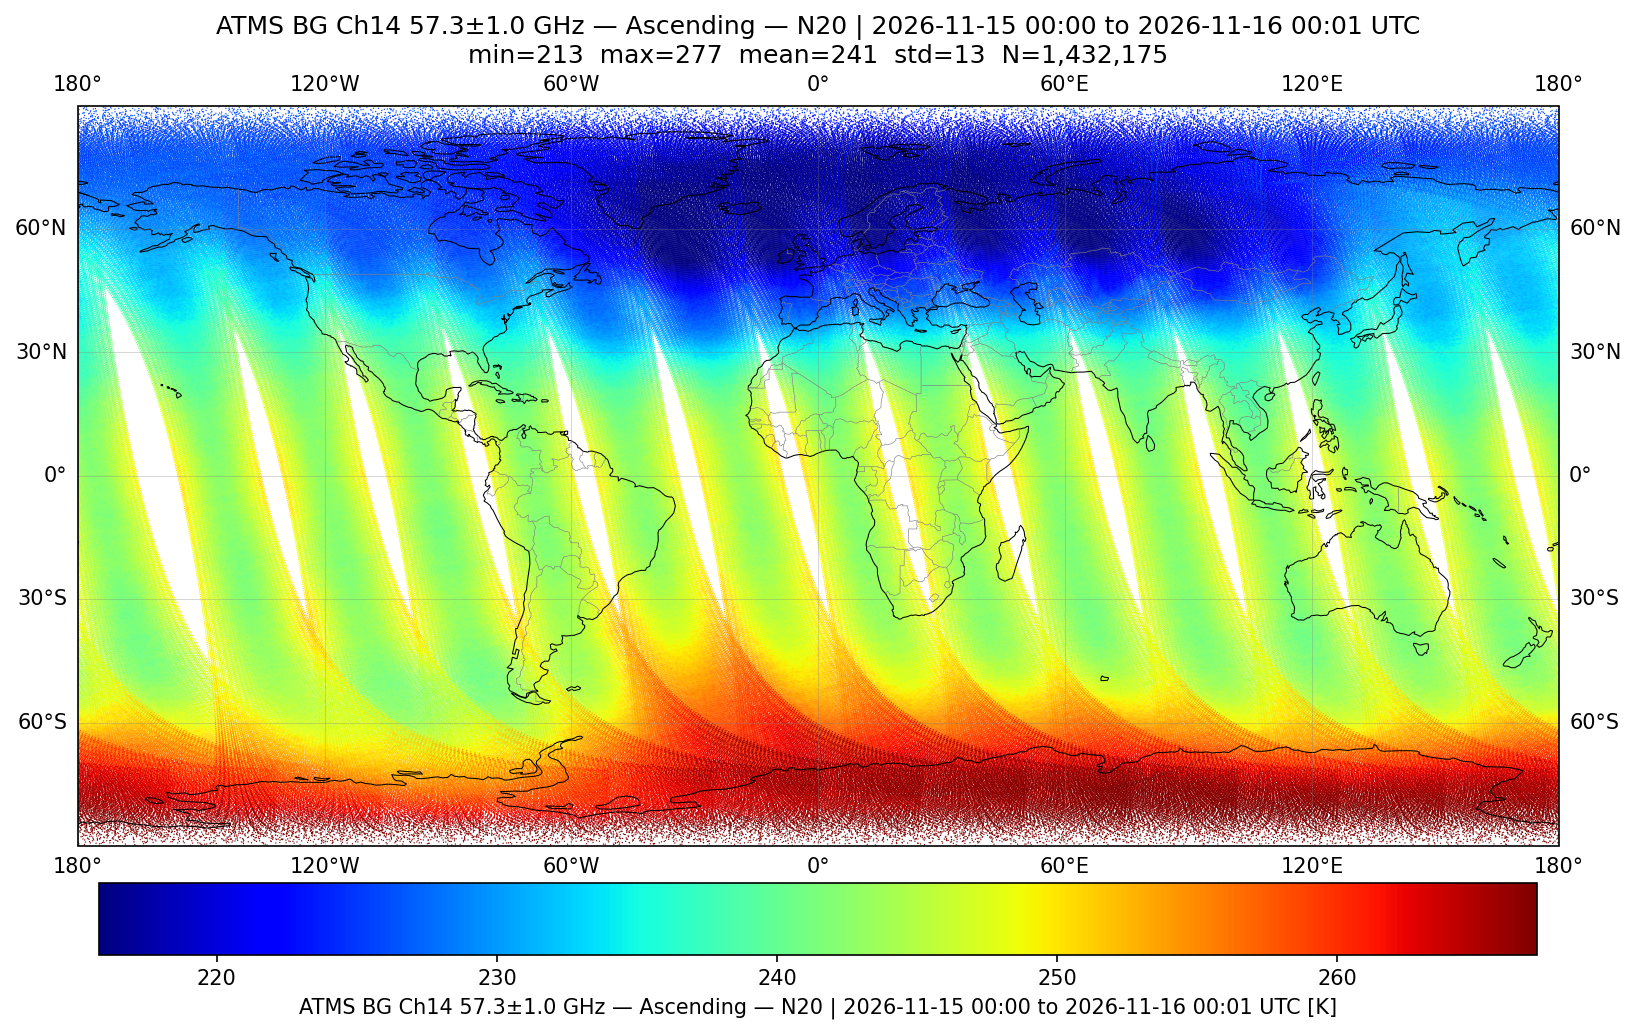 ATMS BG Ch14 57.3±1.0 GHz — Ascending — N20 | 2026-11-15 00:00 to 2026-11-16 00:01 UTC
min=213  max=277  mean=241  std=13  N=1,432,175
180° 120°W 60°W 0° 60°E 120°E 180°
60°N 60°N
30°N 30°N
0° 0°
30°S 30°S
60°S 60°S
180° 120°W 60°W 0° 60°E 120°E 180°
220 230 240 250 260
ATMS BG Ch14 57.3±1.0 GHz — Ascending — N20 | 2026-11-15 00:00 to 2026-11-16 00:01 UTC [K]